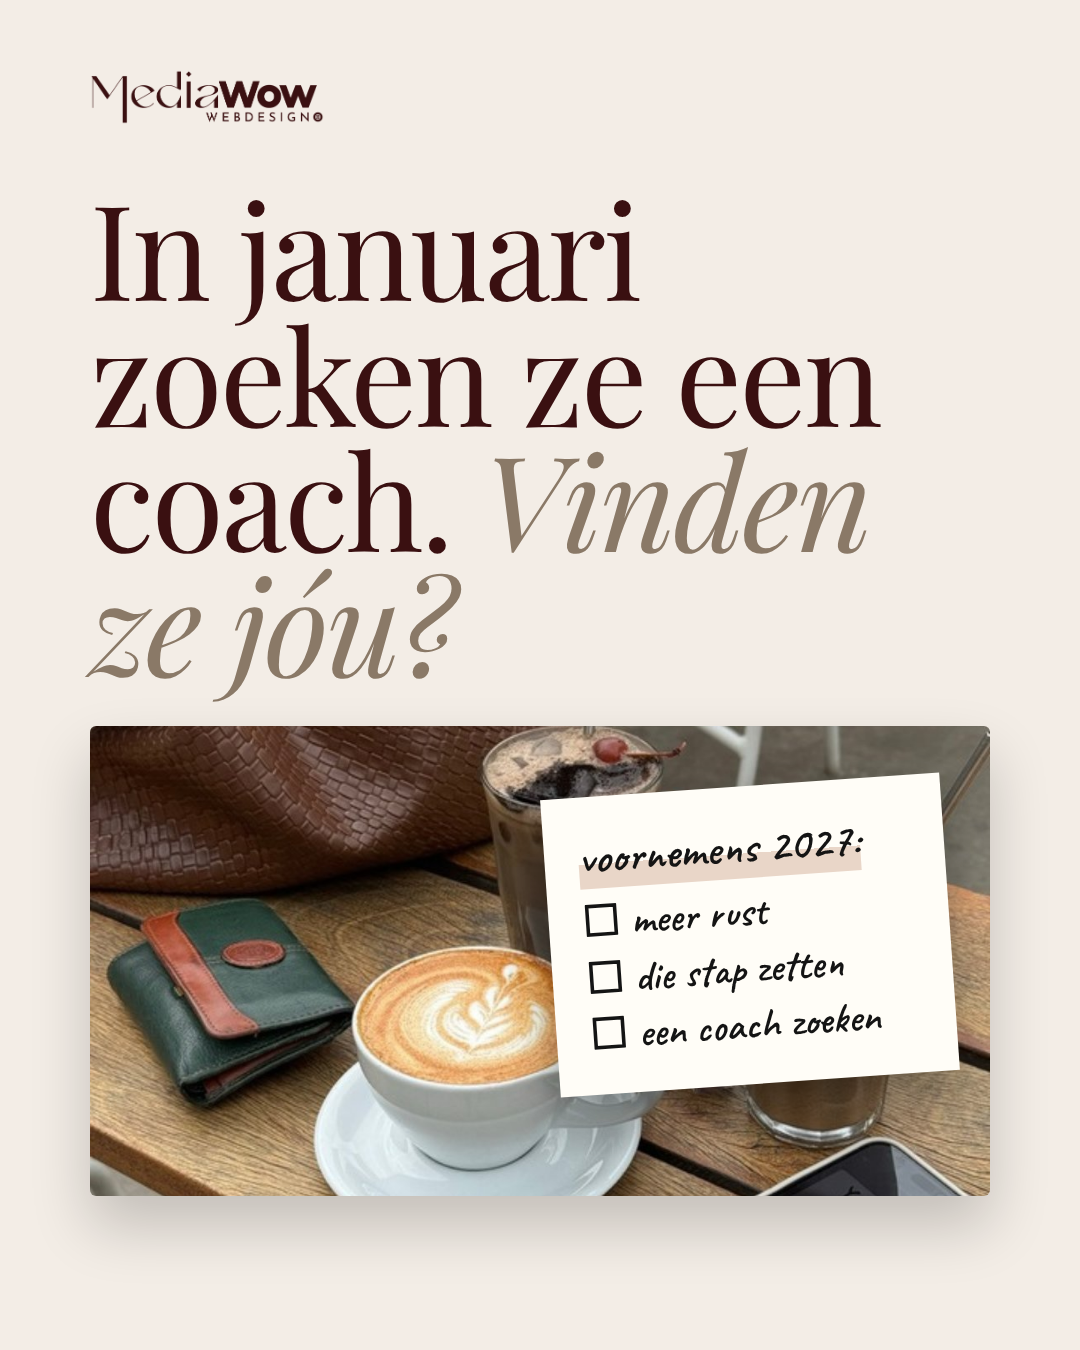 MediaWow
WEBDESIGN
In januari
zoeken ze een
coach. Vinden
ze jóu?
voornemens 2027:
meer rust
die stap zetten
een coach zoeken